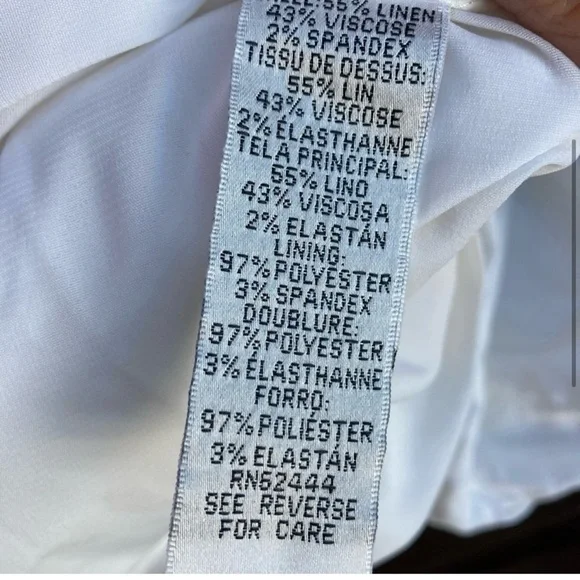 55% LINEN
43% VISCOSE
2% SPANDEX
TISSU DE DESSUS:
55% LIN
43% VISCOSE
2% ÉLASTHANNE
TELA PRINCIPAL:
55% LINO
43% VISCOSA
2% ELASTÁN
LINING:
97% POLYESTER
3% SPANDEX
DOUBLURE:
97% POLYESTER
3% ÉLASTHANNE
FORRO:
97% POLIÉSTER
3% ELASTÁN
RN62444
SEE REVERSE
FOR CARE